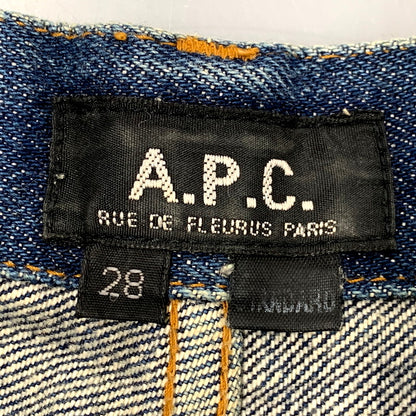 A.P.C.
RUE DE FLEURUS PARIS
28